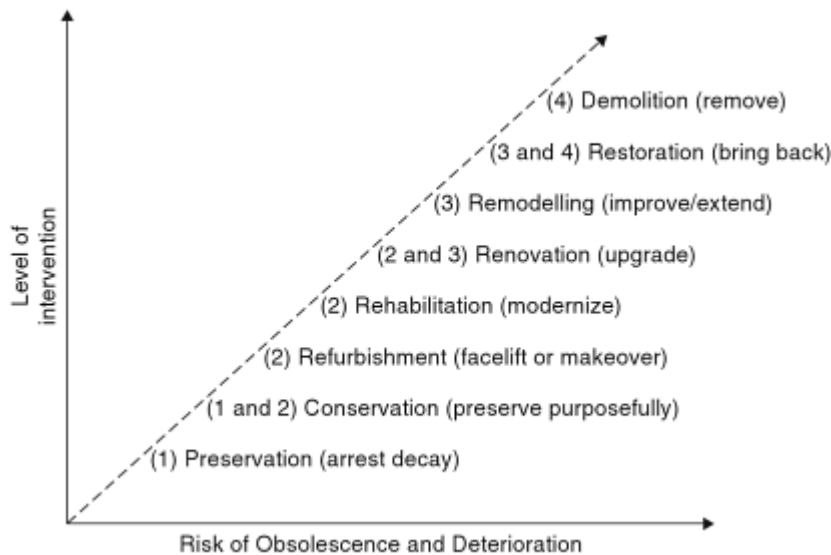 (4) Demolition (remove)
(3 and 4) Restoration (bring back)
(3) Remodelling (improve/extend)
(2 and 3) Renovation (upgrade)
(2) Rehabilitation (modernize)
(2) Refurbishment (facelift or makeover)
(1 and 2) Conservation (preserve purposefully)
(1) Preservation (arrest decay)
Level of
intervention
Risk of Obsolescence and Deterioration